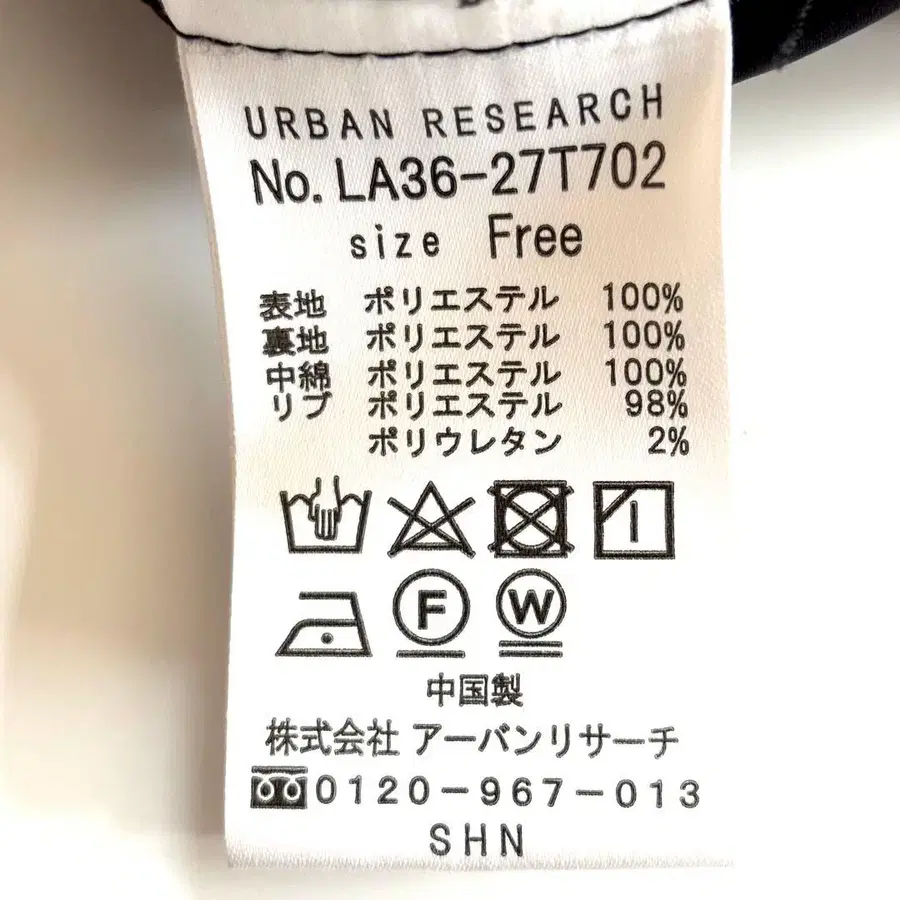 URBAN RESEARCH
No. LA36-27T702
size Free
表地 ポリエステル 100%
裏地 ポリエステル 100%
中綿 ポリエステル 100%
リブ ポリエステル 98%
ポリウレタン 2%
F W
中国製
株式会社 アーバンリサーチ
0120-967-013
SHN